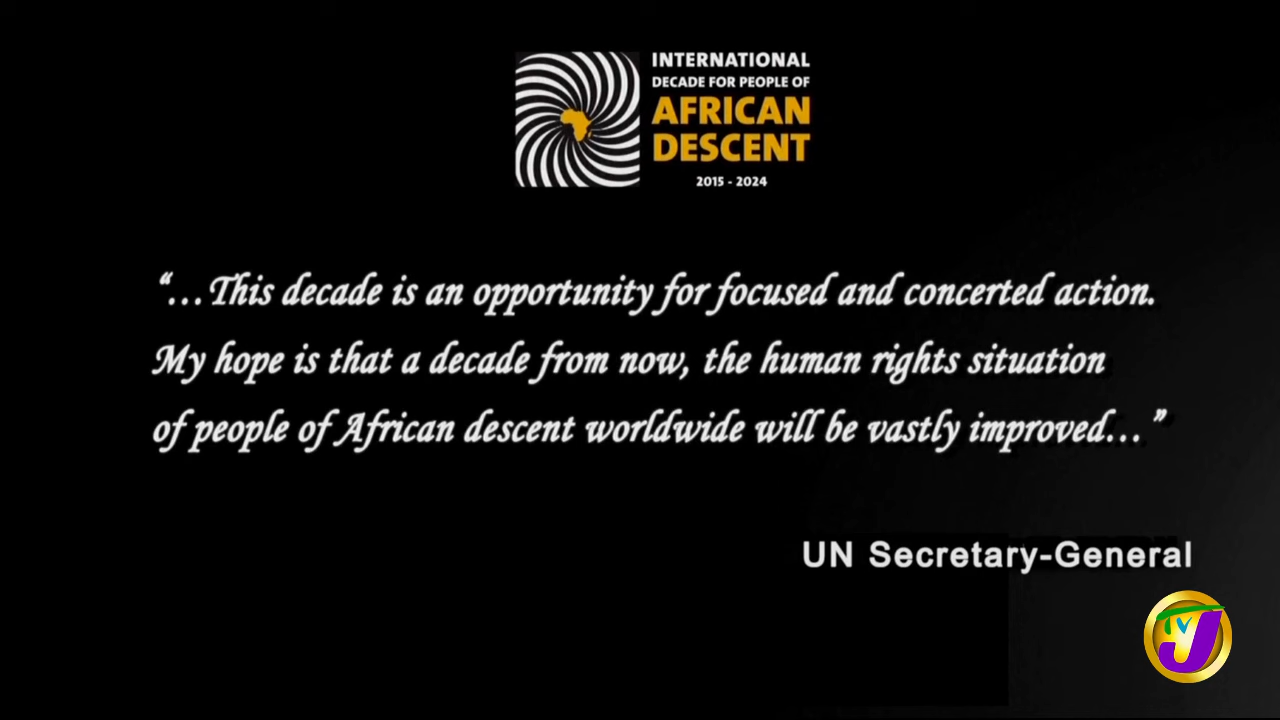 INTERNATIONAL
DECADE FOR PEOPLE OF
AFRICAN
DESCENT
2015 - 2024
“…This decade is an opportunity for focused and concerted action.
My hope is that a decade from now, the human rights situation
of people of African descent worldwide will be vastly improved…”
UN Secretary-General
TVJ